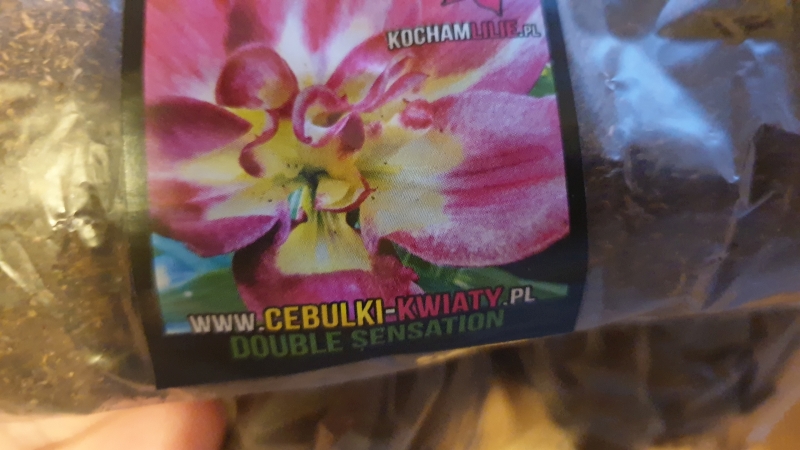 KOCHAMLILIE.PL
WWW.CEBULKI-KWIATY.PL
DOUBLE SENSATION